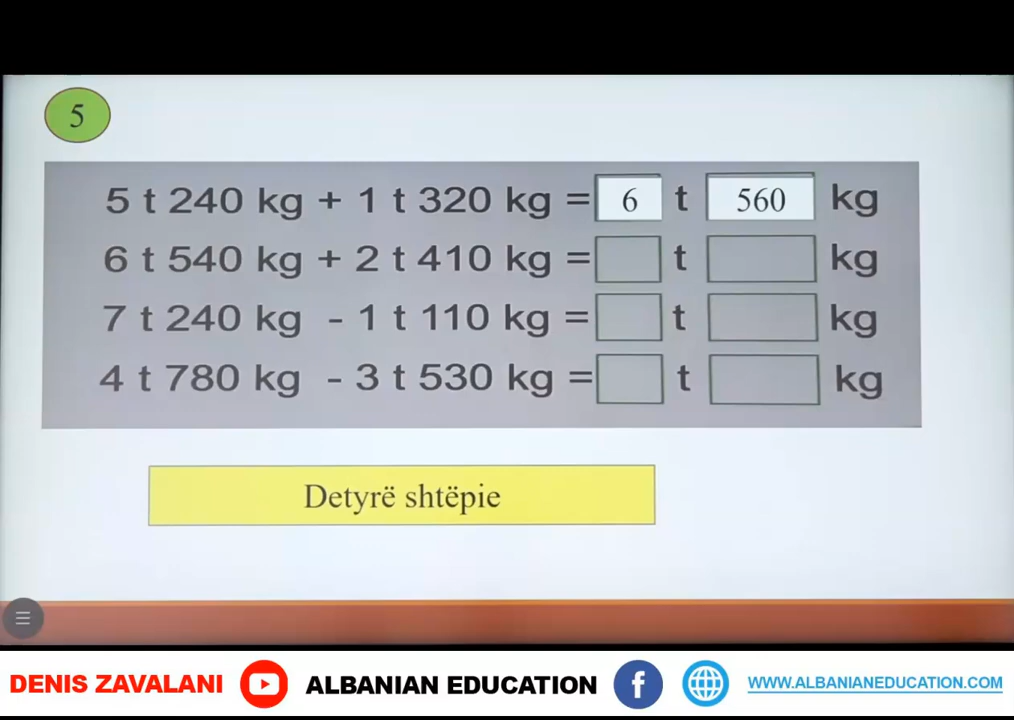 5
5 t 240 kg + 1 t 320 kg = 6 t 560 kg
6 t 540 kg + 2 t 410 kg = t kg
7 t 240 kg - 1 t 110 kg = t kg
4 t 780 kg - 3 t 530 kg = t kg
Detyrë shtëpie
DENIS ZAVALANI ALBANIAN EDUCATION f WWW.ALBANIANEDUCATION.COM